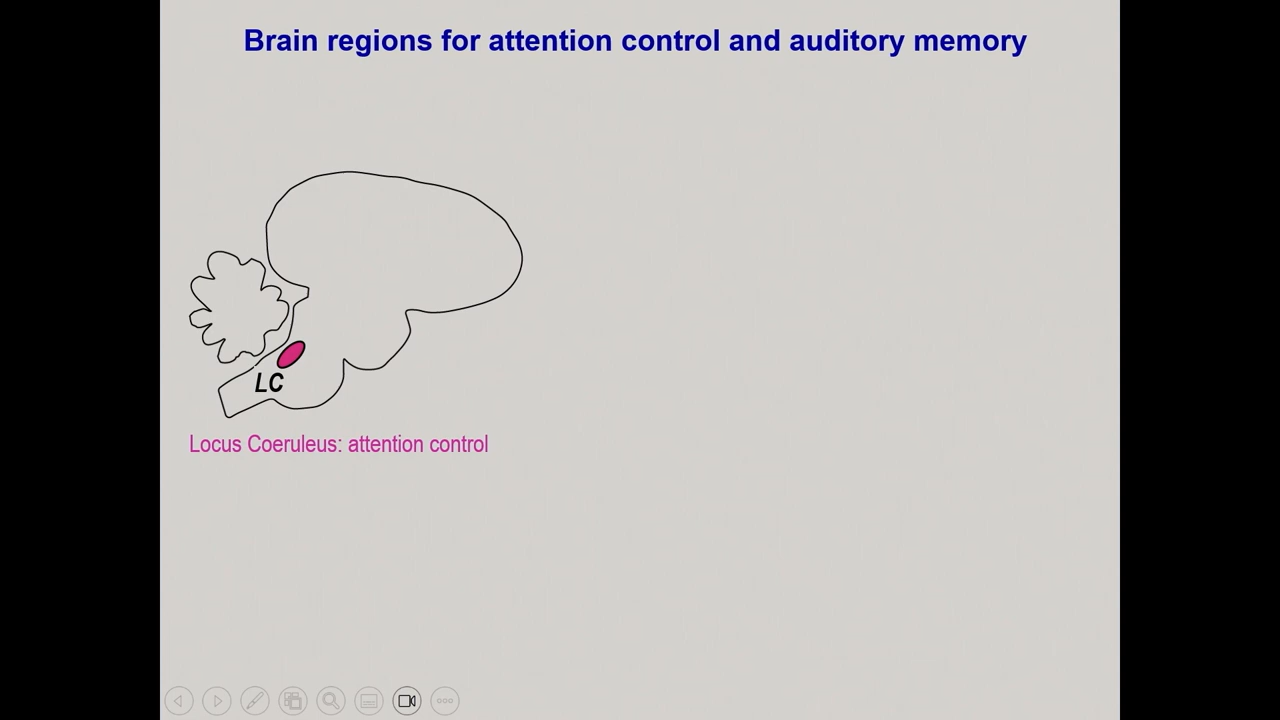 Brain regions for attention control and auditory memory
LC
Locus Coeruleus: attention control